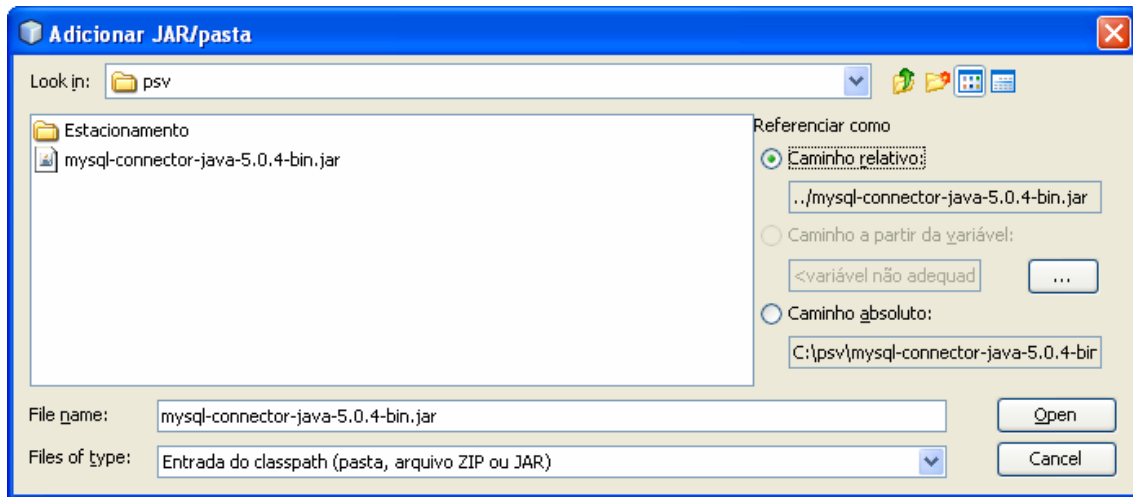 Adicionar JAR/pasta
Look in: psv
Estacionamento
mysql-connector-java-5.0.4-bin.jar
Referenciar como
Caminho relativo:
../mysql-connector-java-5.0.4-bin.jar
Caminho a partir da variável:
<variável não adequad
...
Caminho absoluto:
C:\psv\mysql-connector-java-5.0.4-bin
File name: mysql-connector-java-5.0.4-bin.jar Open
Files of type: Entrada do classpath (pasta, arquivo ZIP ou JAR) Cancel